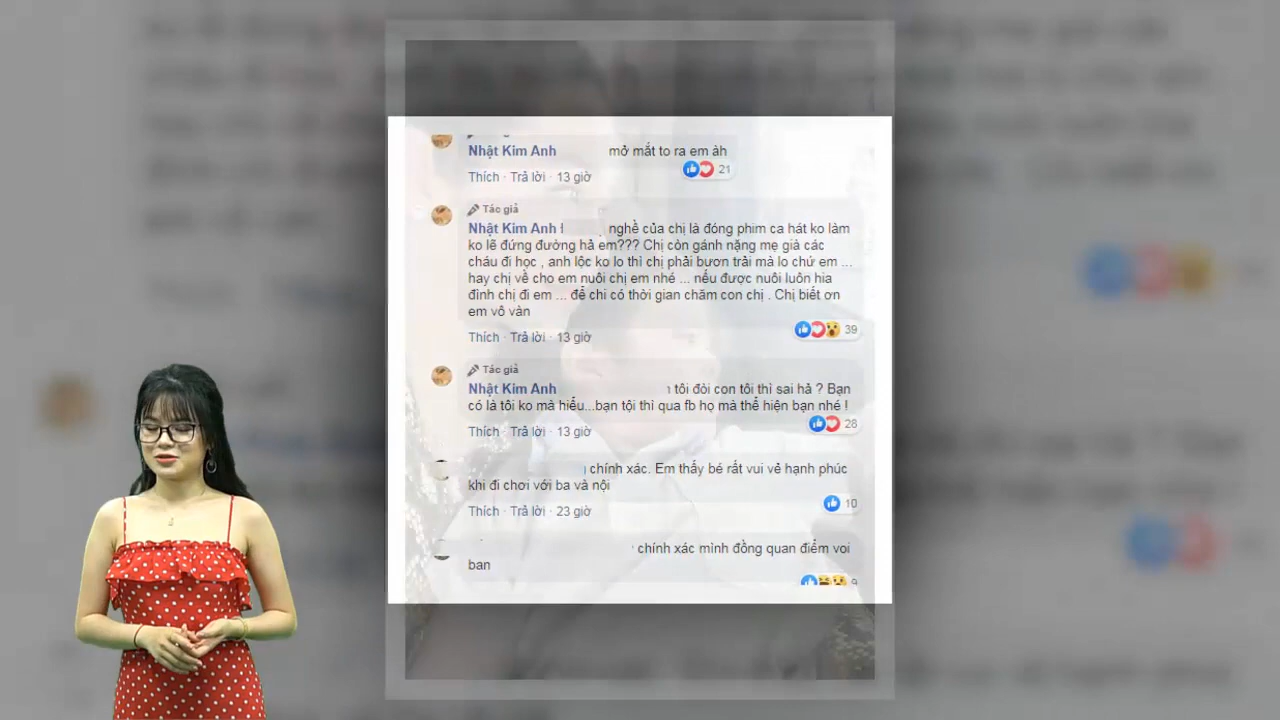 Nhật Kim Anh mở mắt to ra em àh
21
Thích · Trả lời · 13 giờ
Tác giả
Nhật Kim Anh nghề của chị là đóng phim ca hát ko làm
ko lẽ đứng đường hả em??? Chị còn gánh nặng mẹ già các
cháu đi học , anh lộc ko lo thì chị phải bươn trải mà lo chứ em ...
hay chị về cho em nuôi chị em nhé ... nếu được nuôi luôn hia
đình chị đi em ... để chi có thời gian chăm con chị . Chị biết ơn
em vô vàn
39
Thích · Trả lời · 13 giờ
Tác giả
Nhật Kim Anh tôi đòi con tôi thì sai hả ? Bạn
có là tôi ko mà hiểu...bạn tội thì qua fb họ mà thể hiện bạn nhé !
28
Thích · Trả lời · 13 giờ
chính xác. Em thấy bé rất vui vẻ hạnh phúc
khi đi chơi với ba và nội
10
Thích · Trả lời · 23 giờ
chính xác mình đồng quan điểm voi
ban
9